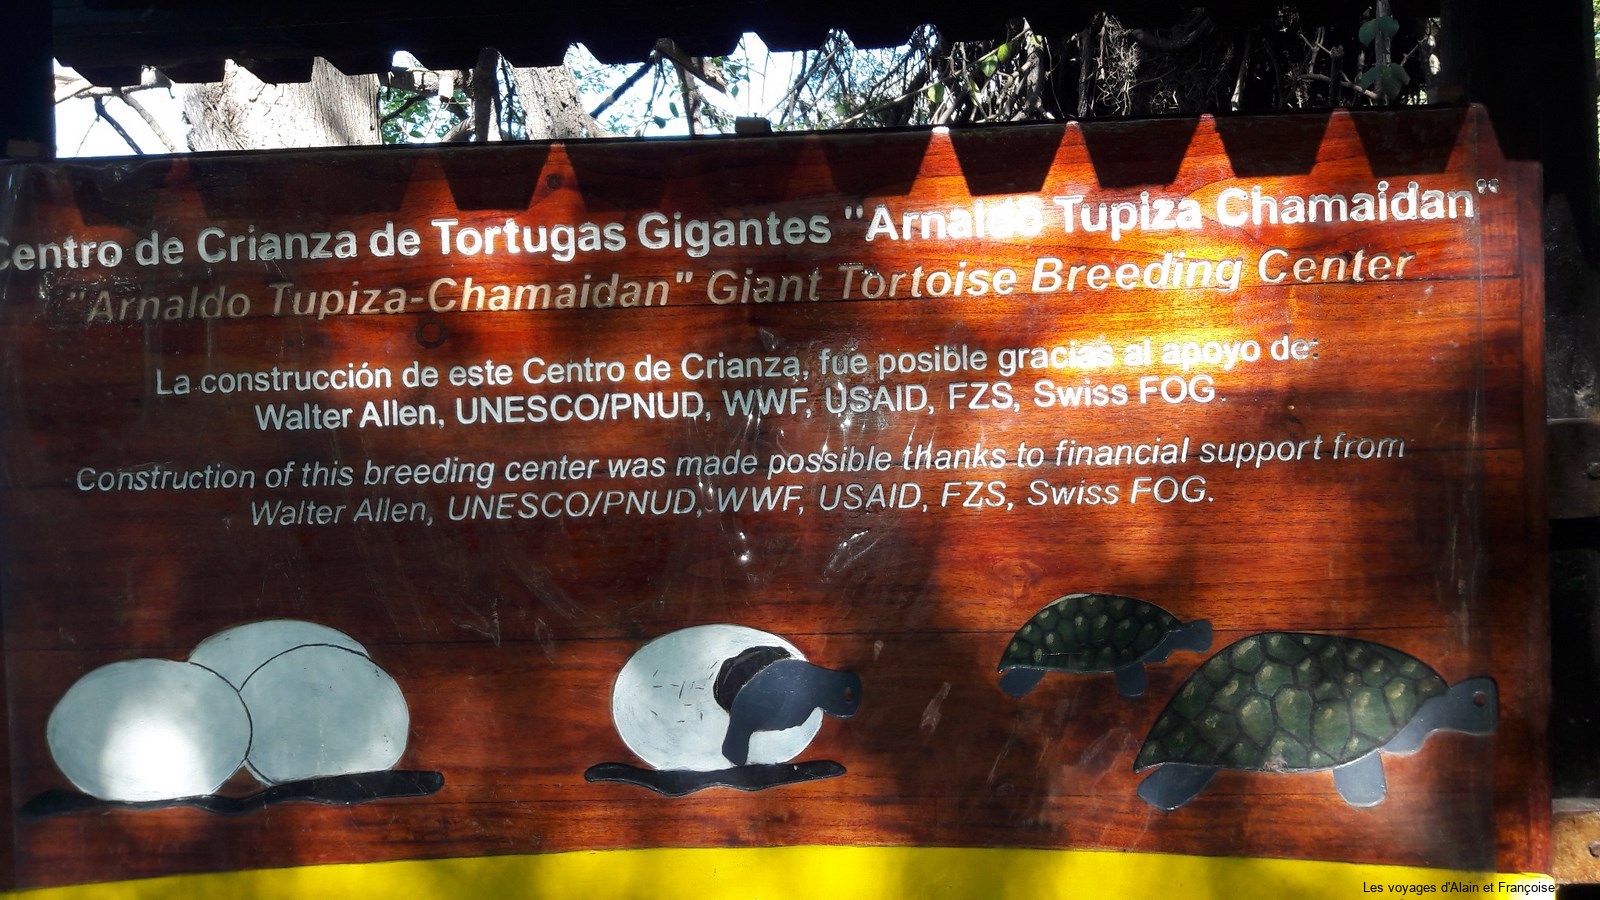 Centro de Crianza de Tortugas Gigantes "Arnaldo Tupiza Chamaidan"
"Arnaldo Tupiza-Chamaidan" Giant Tortoise Breeding Center
La construcción de este Centro de Crianza, fue posible gracias al apoyo de:
Walter Allen, UNESCO/PNUD, WWF, USAID, FZS, Swiss FOG.
Construction of this breeding center was made possible thanks to financial support from
Walter Allen, UNESCO/PNUD, WWF, USAID, FZS, Swiss FOG.
Les voyages d'Alain et Françoise